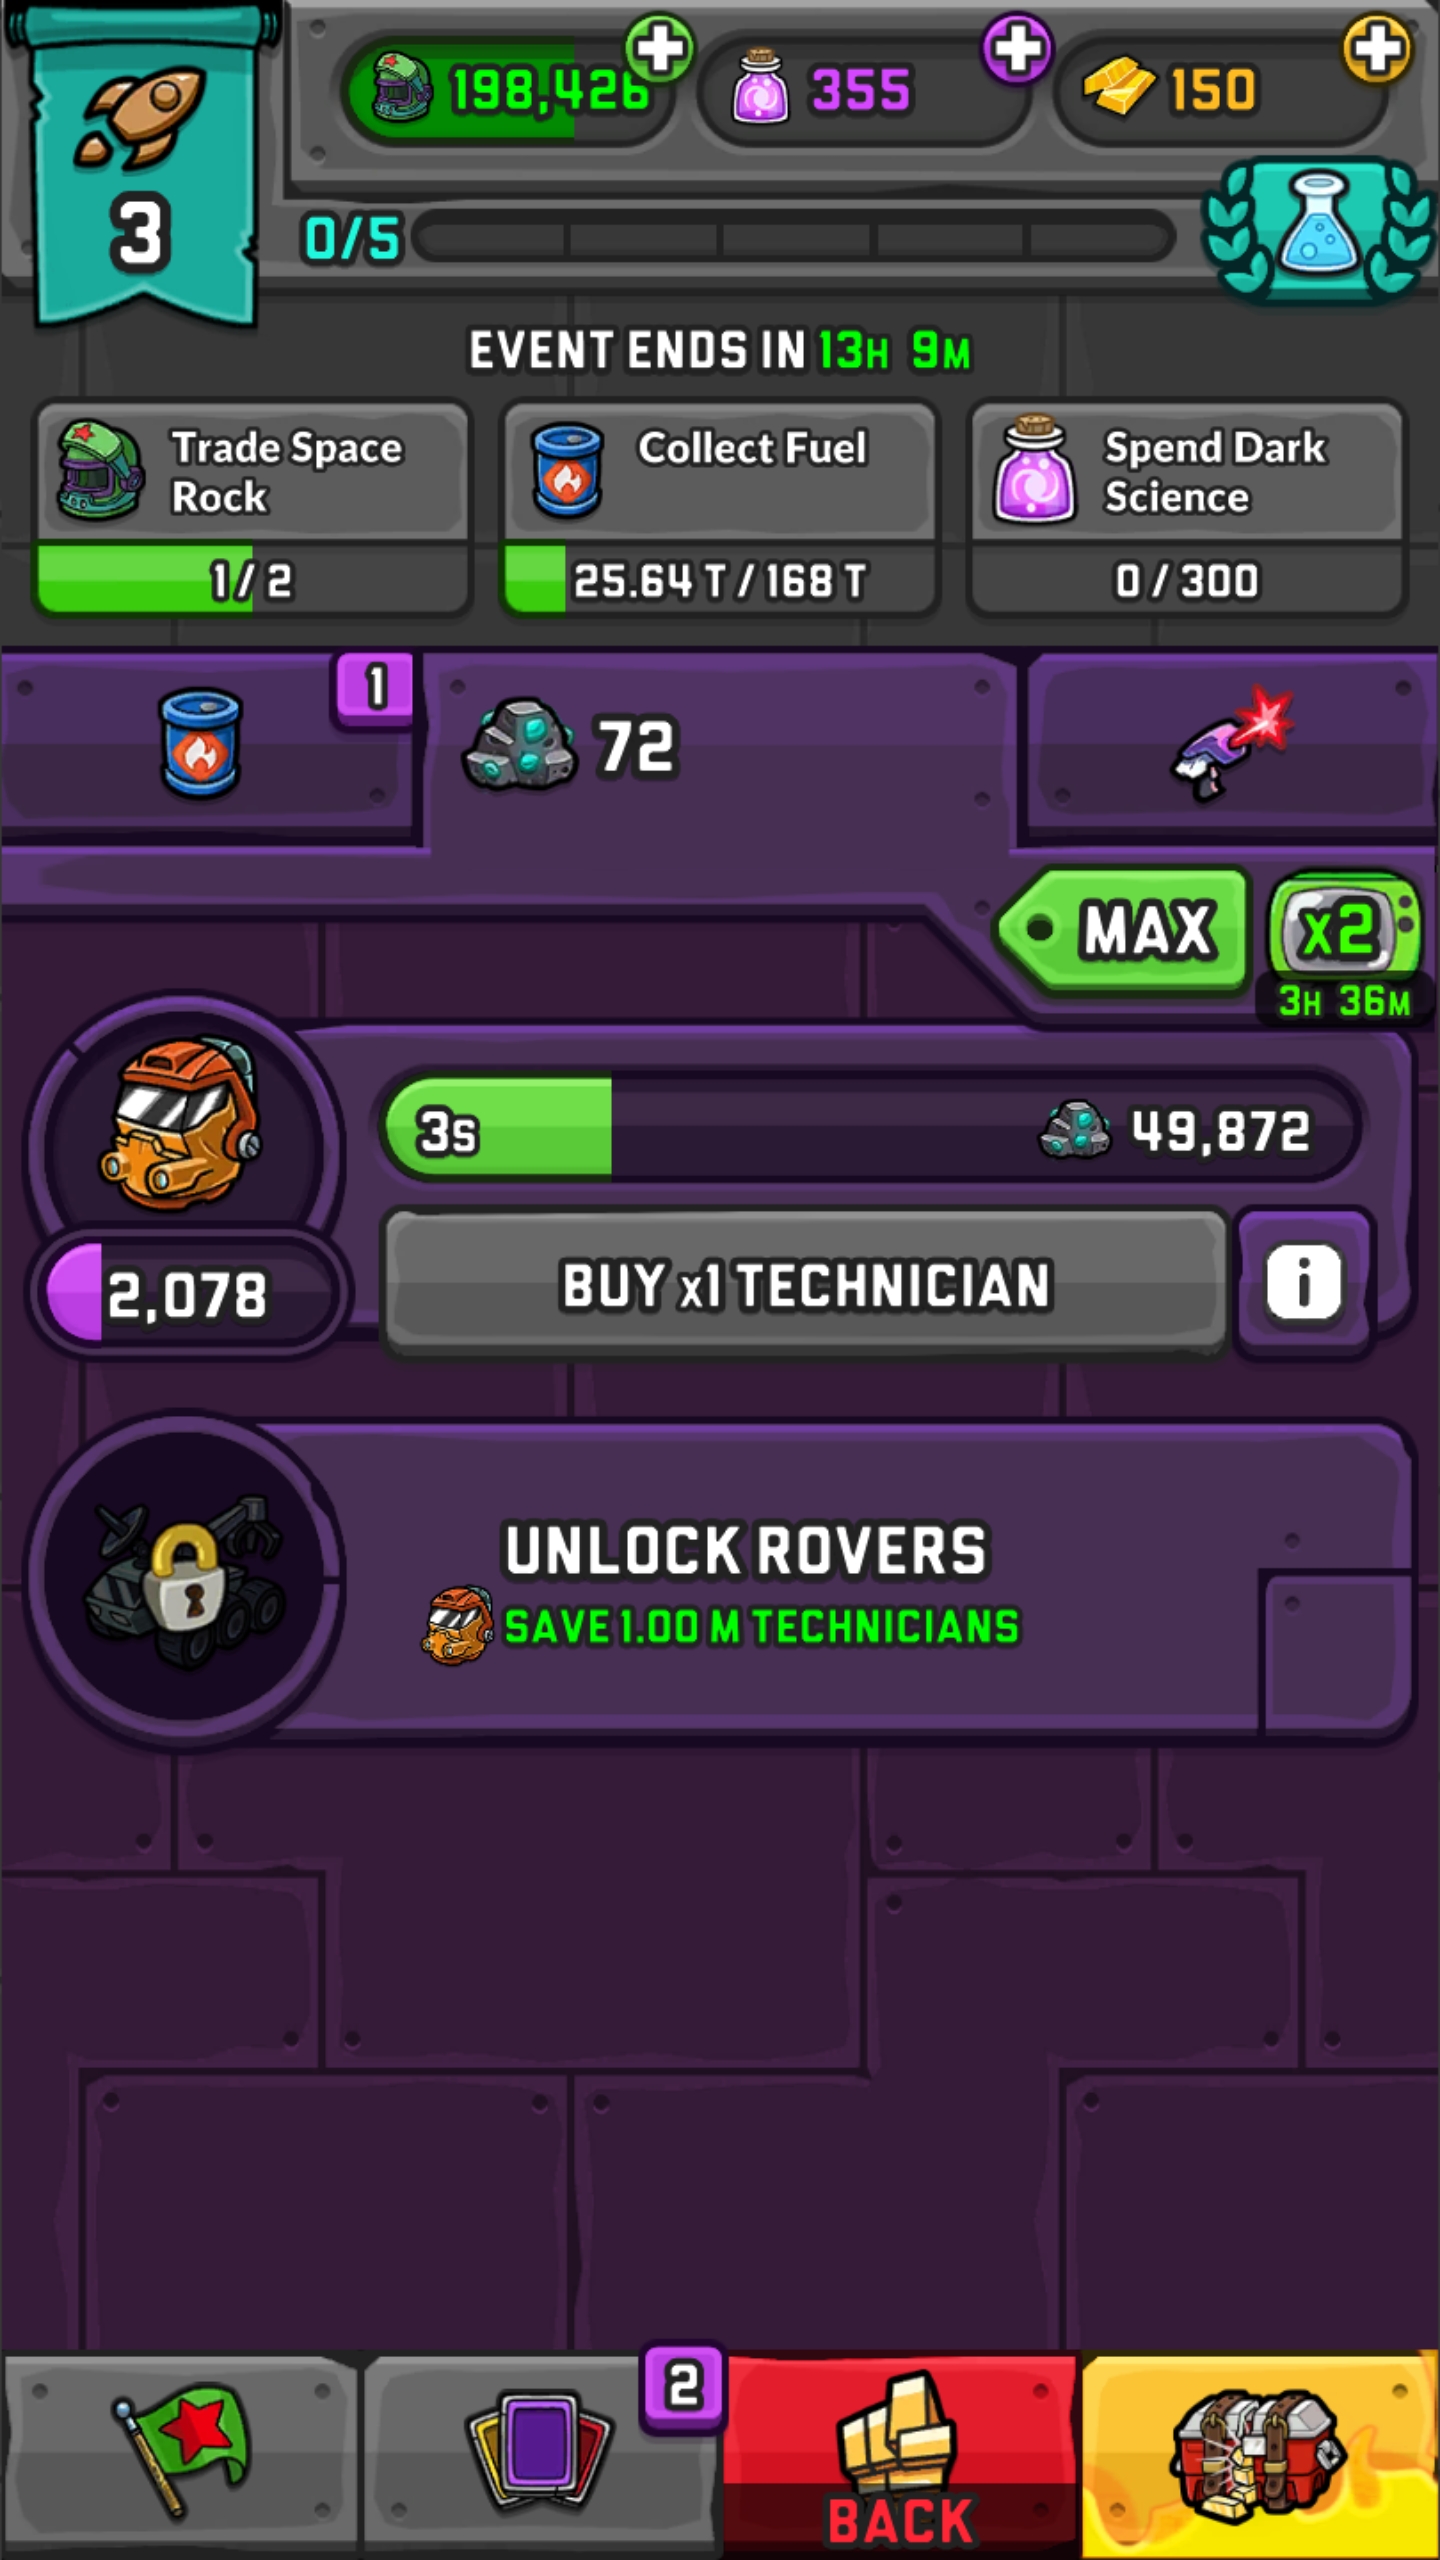 198,426
355
150
3
0/5
EVENT ENDS IN 13H 9M
Trade Space
Rock
1/2
Collect Fuel
25.64 T/168 T
Spend Dark
Science
0/300
1
72
MAX
x2
3H 36M
3s
49,872
2,078
BUY x1 TECHNICIAN
i
UNLOCK ROVERS
SAVE 1.00 M TECHNICIANS
2
BACK